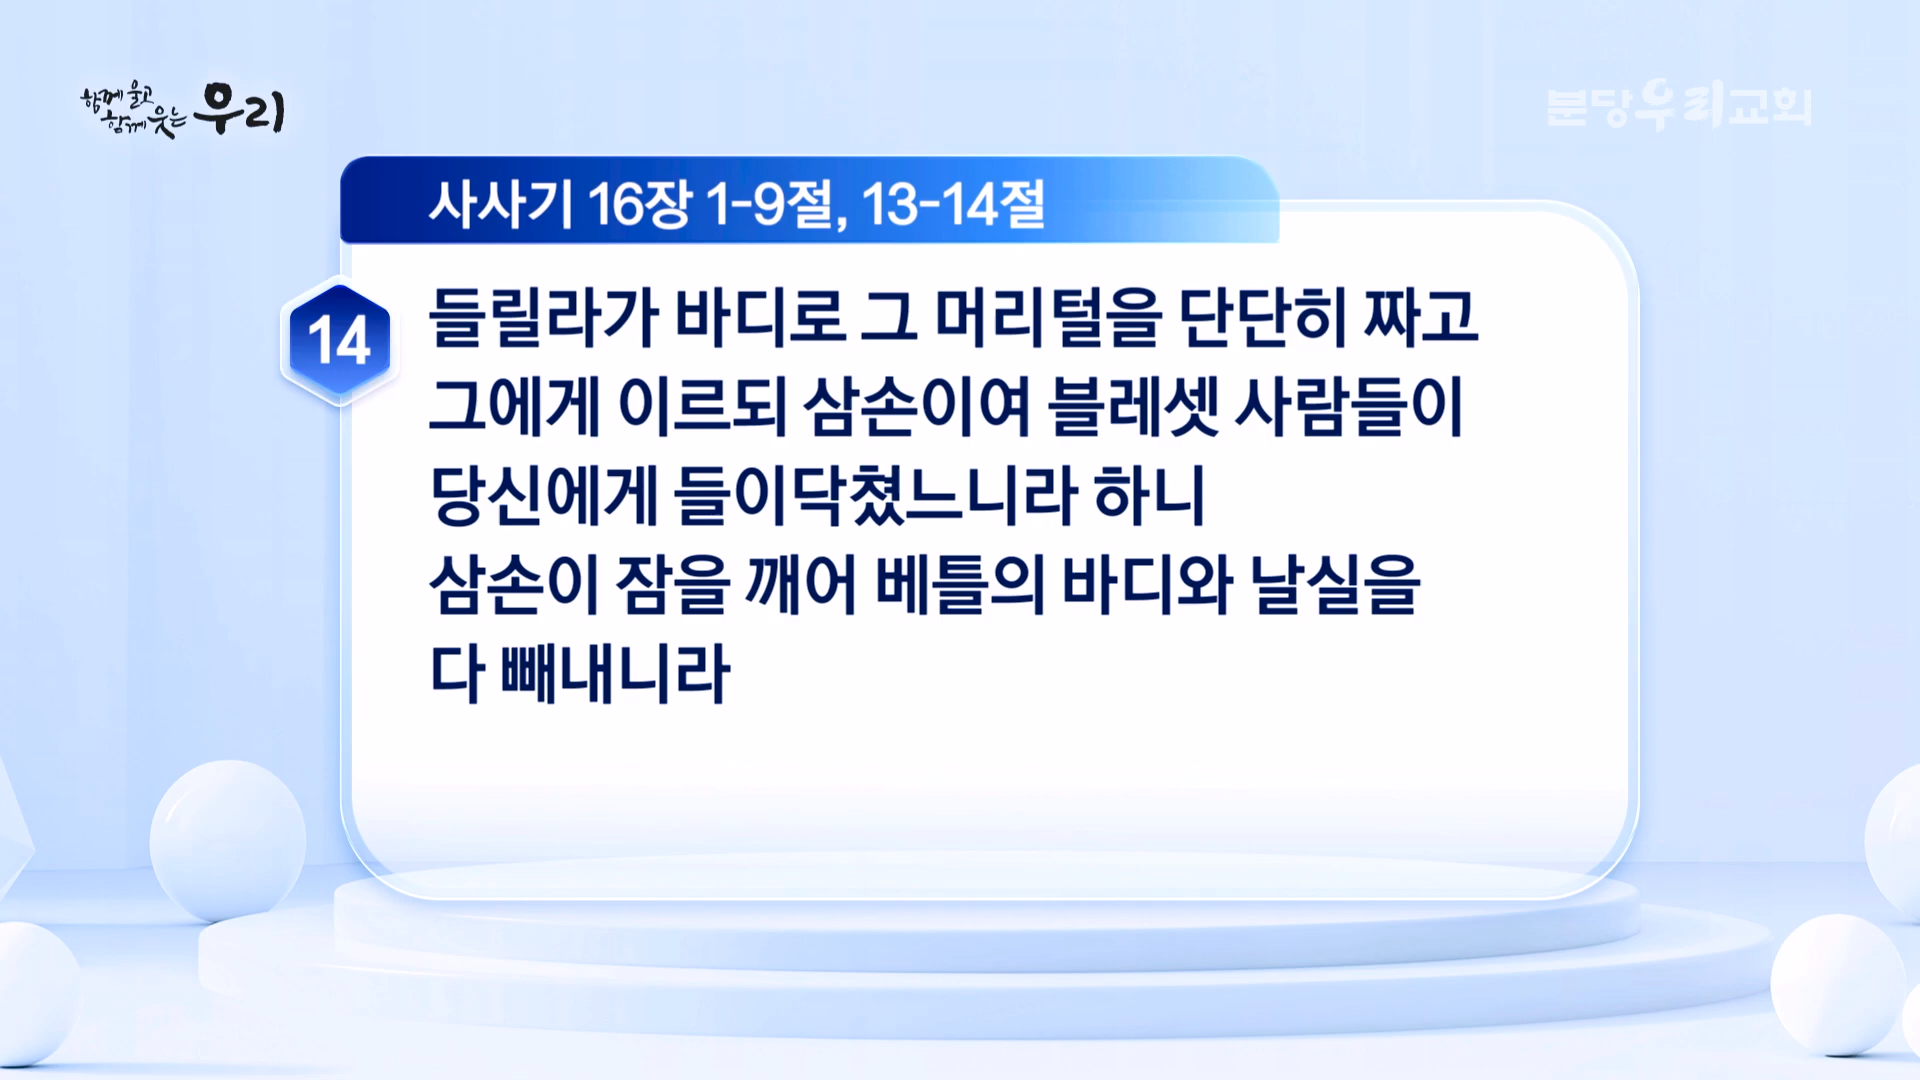 함께 울고
함께 웃는 우리
분당우리교회
사사기 16장 1-9절, 13-14절
14
들릴라가 바디로 그 머리털을 단단히 짜고
그에게 이르되 삼손이여 블레셋 사람들이
당신에게 들이닥쳤느니라 하니
삼손이 잠을 깨어 베틀의 바디와 날실을
다 빼내니라